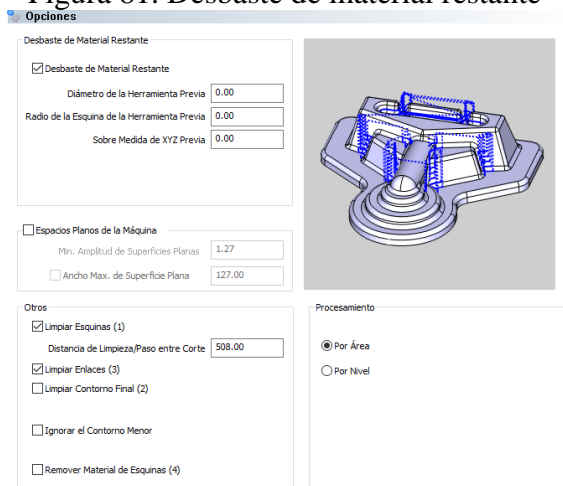 Figura 61. Desbaste de material restante
Opciones
Desbaste de Material Restante
Desbaste de Material Restante
Diámetro de la Herramienta Previa 0.00
Radio de la Esquina de la Herramienta Previa 0.00
Sobre Medida de XYZ Previa 0.00
Espacios Planos de la Máquina
Min. Amplitud de Superficies Planas 1.27
Ancho Max. de Superficie Plana 127.00
Otros
Limpiar Esquinas (1)
Distancia de Limpieza/Paso entre Corte 508.00
Limpiar Enlaces (3)
Limpiar Contorno Final (2)
Ignorar el Contorno Menor
Remover Material de Esquinas (4)
Procesamiento
Por Área
Por Nivel